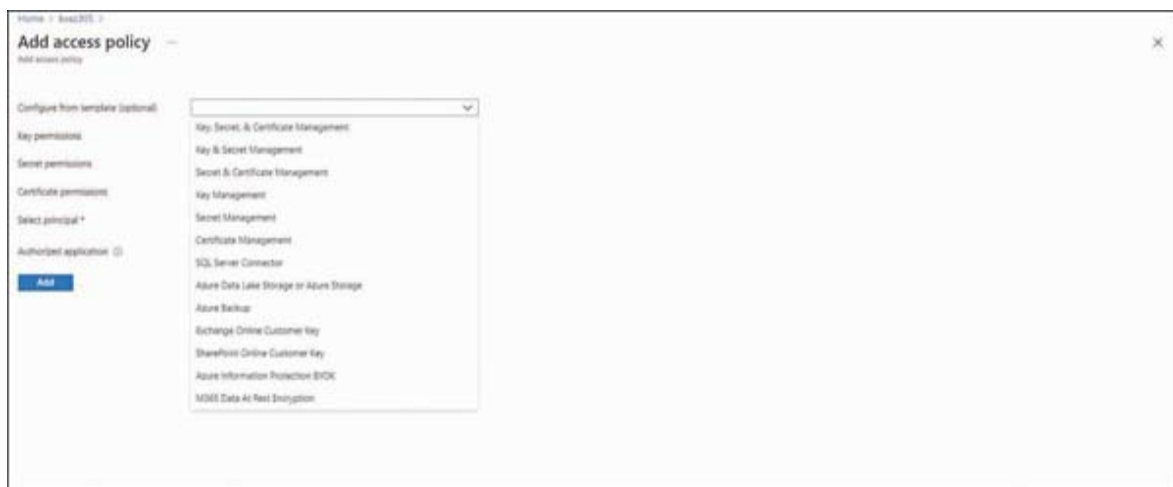 Home >
Add access policy ...
Add access policy
Configure from template (optional)
Key, Secret, & Certificate Management
Key permissions
Key & Secret Management
Secret permissions
Secret & Certificate Management
Certificate permissions
Key Management
Select principal *
Secret Management
Certificate Management
Authorized application
SQL Server Connector
Add
Azure Data Lake Storage or Azure Storage
Azure Backup
Exchange Online Customer Key
SharePoint Online Customer Key
Azure Information Protection BYOK
M365 Data At Rest Encryption